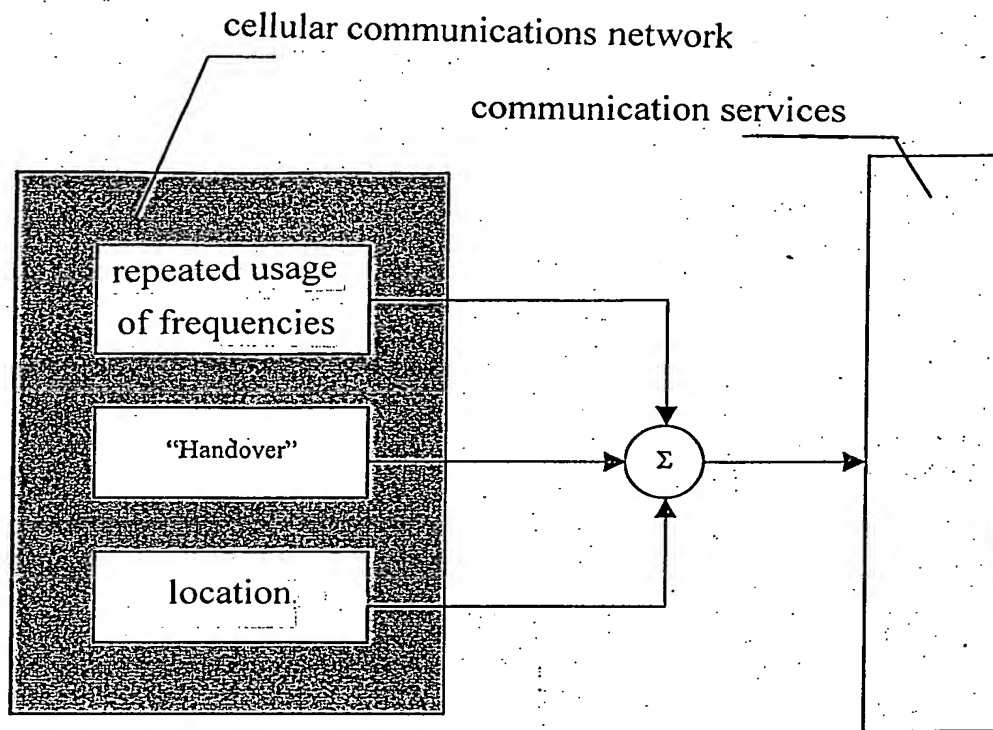 cellular communications network
communication services
repeated usage
of frequencies
“Handover”
Σ
location